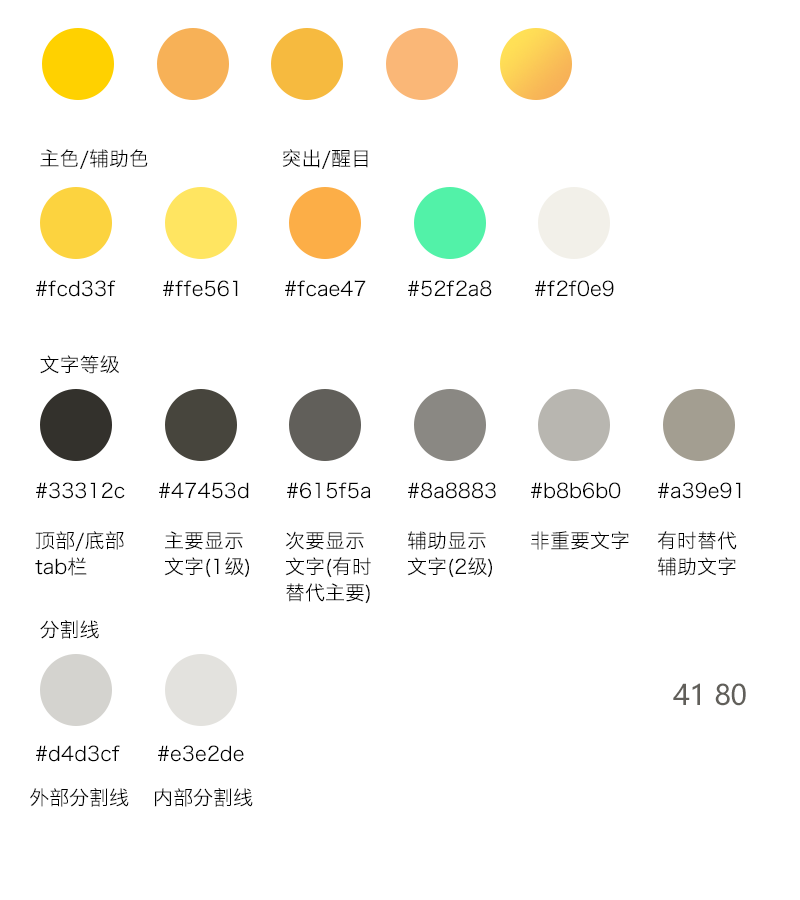 主色/辅助色 突出/醒目
#fcd33f #ffe561 #fcae47 #52f2a8 #f2f0e9
文字等级
#33312c #47453d #615f5a #8a8883 #b8b6b0 #a39e91
顶部/底部 主要显示 次要显示 辅助显示 非重要文字 有时替代
tab栏 文字(1级) 文字(有时 文字(2级) 辅助文字
替代主要)
分割线
41 80
#d4d3cf #e3e2de
外部分割线 内部分割线